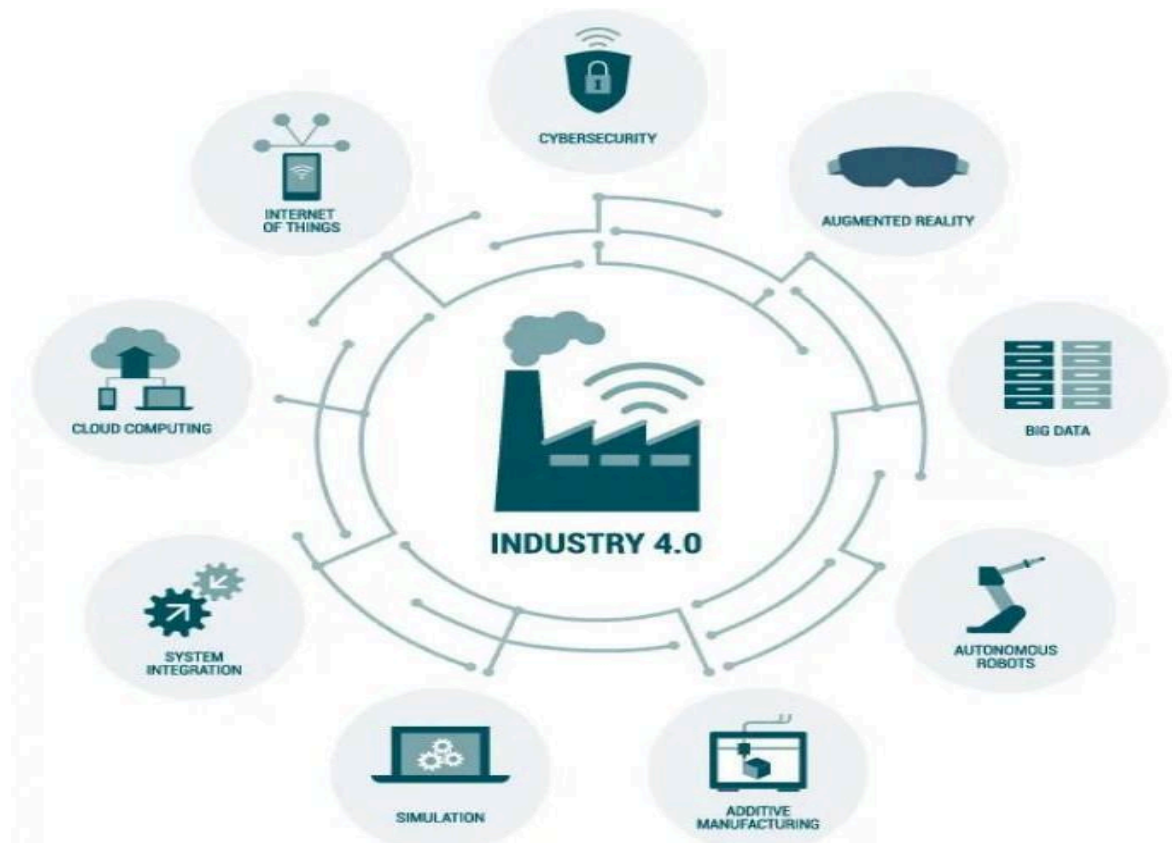 CYBERSECURITY
INTERNET
OF THINGS
AUGMENTED REALITY
CLOUD COMPUTING
BIG DATA
INDUSTRY 4.0
SYSTEM
INTEGRATION
AUTONOMOUS
ROBOTS
SIMULATION
ADDITIVE
MANUFACTURING